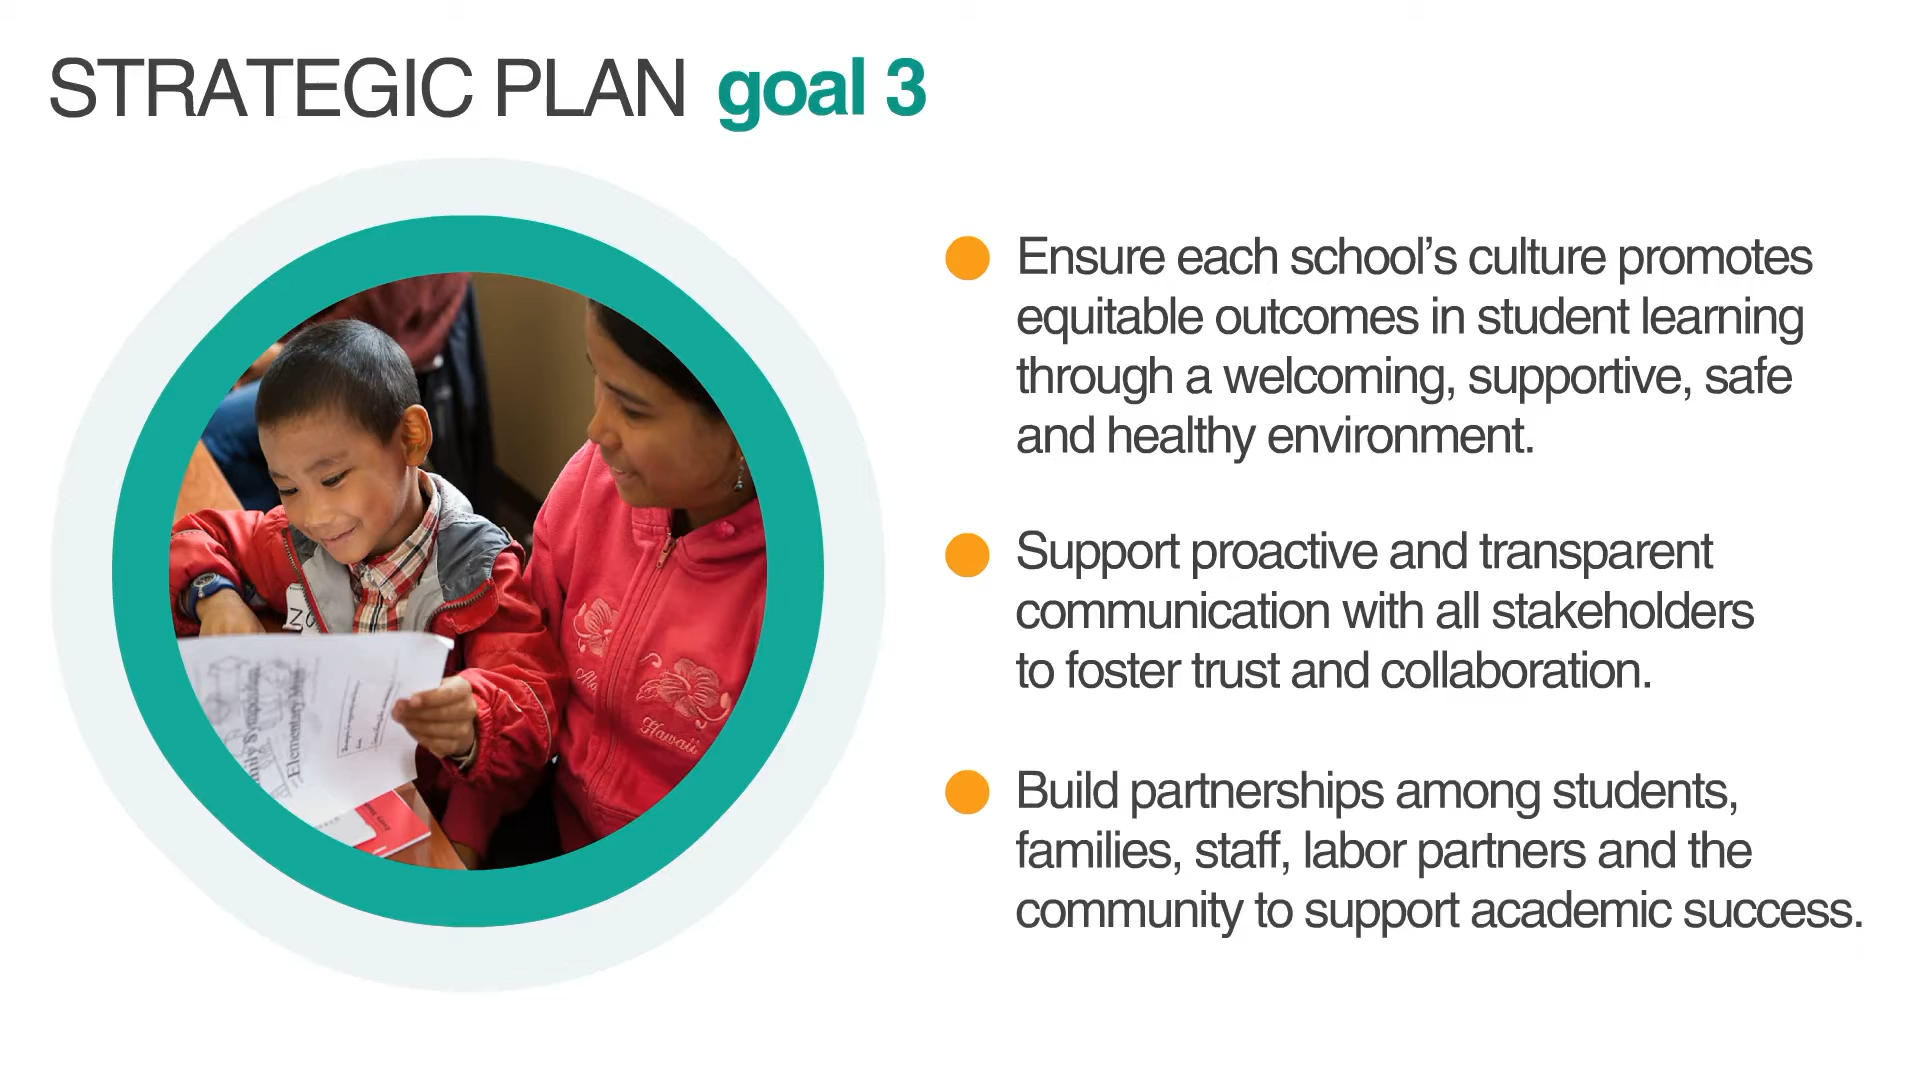 STRATEGIC PLAN goal 3
Ensure each school’s culture promotes
equitable outcomes in student learning
through a welcoming, supportive, safe
and healthy environment.
Support proactive and transparent
communication with all stakeholders
to foster trust and collaboration.
Build partnerships among students,
families, staff, labor partners and the
community to support academic success.
Elementary
Hawaii